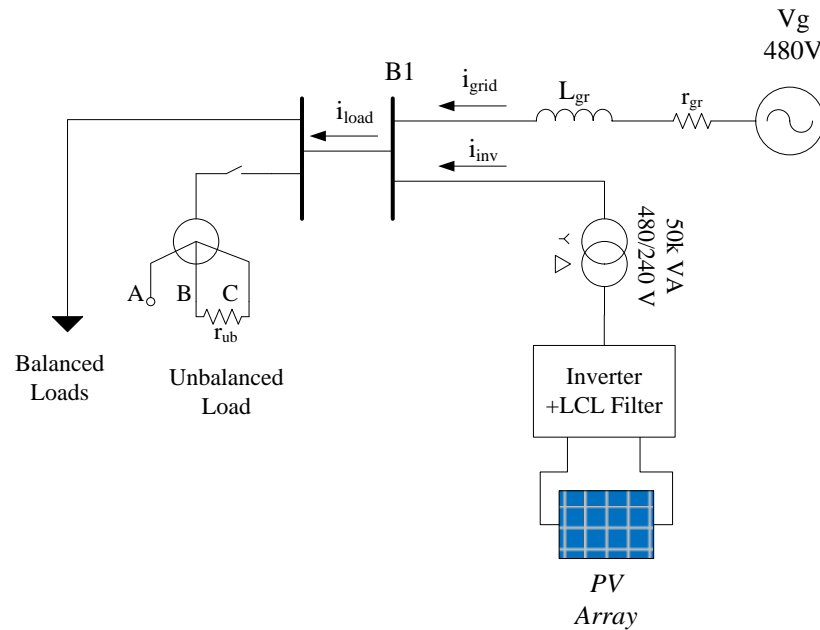 Vg
480V
B1
i_grid
L_gr
r_gr
i_load
i_inv
50k VA
480/240 V
A
B
C
r_ub
Balanced
Loads
Unbalanced
Load
Inverter
+LCL Filter
PV
Array